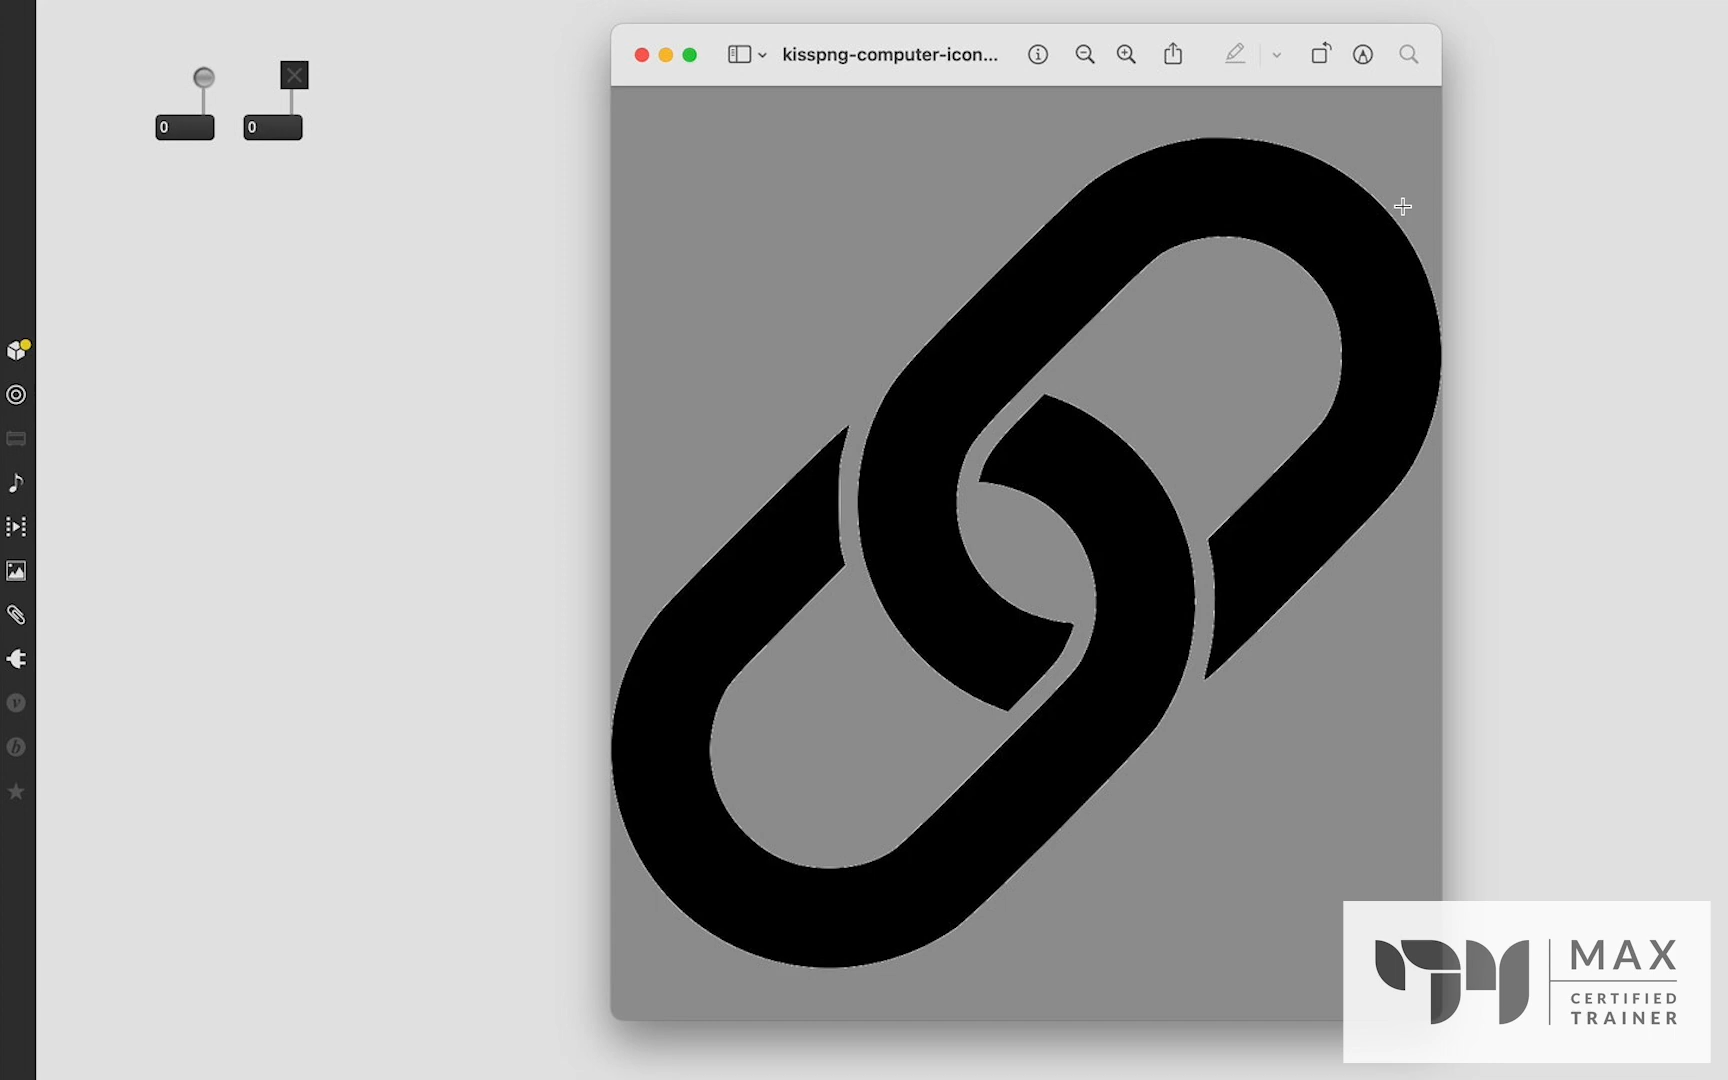 kisspng-computer-icon...
0
0
MAX
CERTIFIED
TRAINER